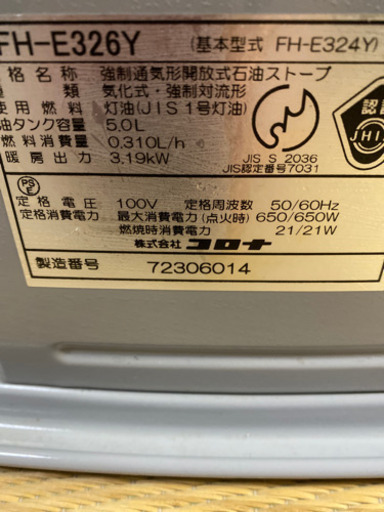 FH-E326Y (基本型式 FH-E324Y)
格名称 強制通気形開放式石油ストーブ
種類 気化式・強制対流形
使用燃料 灯油(JIS1号灯油)
油タンク容量 5.0L
燃料消費量 0.310L/h
暖房出力 3.19kW
JIS S 2036
JIS認定番号7031
認
JHI
PS
定格電圧 100V 定格周波数 50/60Hz
定格消費電力 最大消費電力(点火時) 650/650W
燃焼時消費電力 21/21W
株式会社 コロナ
製造番号 72306014